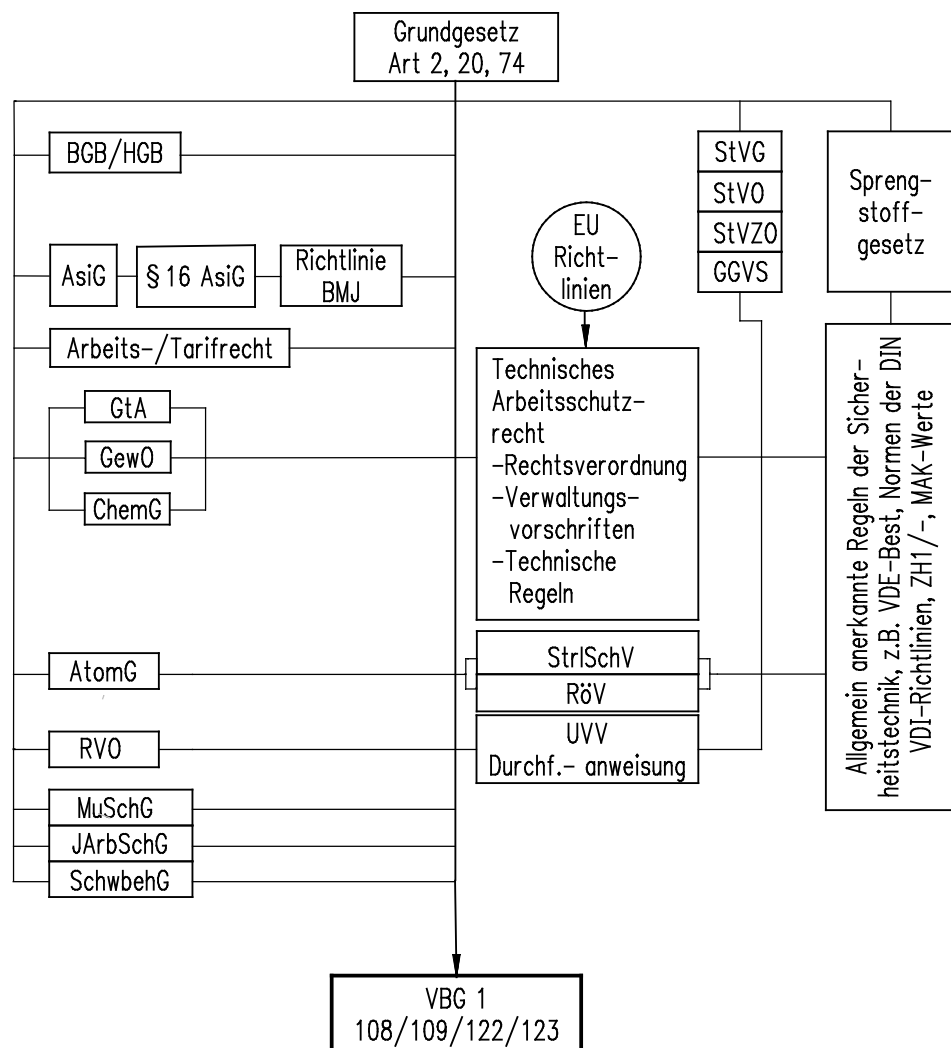 Grundgesetz
Art 2, 20, 74
BGB/HGB
StVG
StVO
StVZO
GGVS
Spreng-
stoff-
gesetz
EU
Richt-
linien
AsiG
§ 16 AsiG
Richtlinie
BMJ
Arbeits-/Tarifrecht
GtA
GewO
ChemG
Technisches
Arbeitsschutz-
recht
-Rechtsverordnung
-Verwaltungs-
vorschriften
-Technische
Regeln
Allgemein anerkannte Regeln der Sicher-
heitstechnik, z.B. VDE-Best, Normen der DIN
VDI-Richtlinien, ZH1/-, MAK-Werte
AtomG
StrlSchV
RöV
RVO
UVV
Durchf.- anweisung
MuSchG
JArbSchG
SchwbehG
VBG 1
108/109/122/123